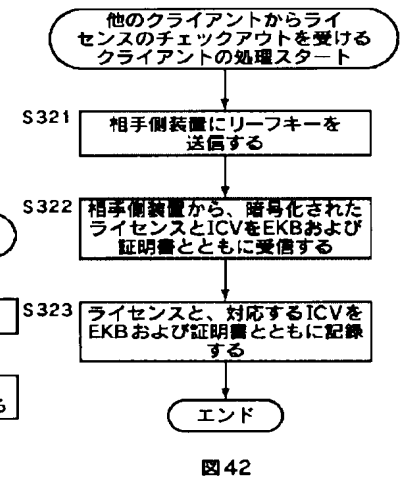 他のクライアントからライ
センスのチェックアウトを受ける
クライアントの処理スタート
S321
相手側装置にリーフキーを
送信する
S322
相手側装置から、暗号化された
ライセンスとICVをEKBおよび
証明書とともに受信する
S323
ライセンスと、対応するICVを
EKBおよび証明書とともに記録
する
エンド
図42